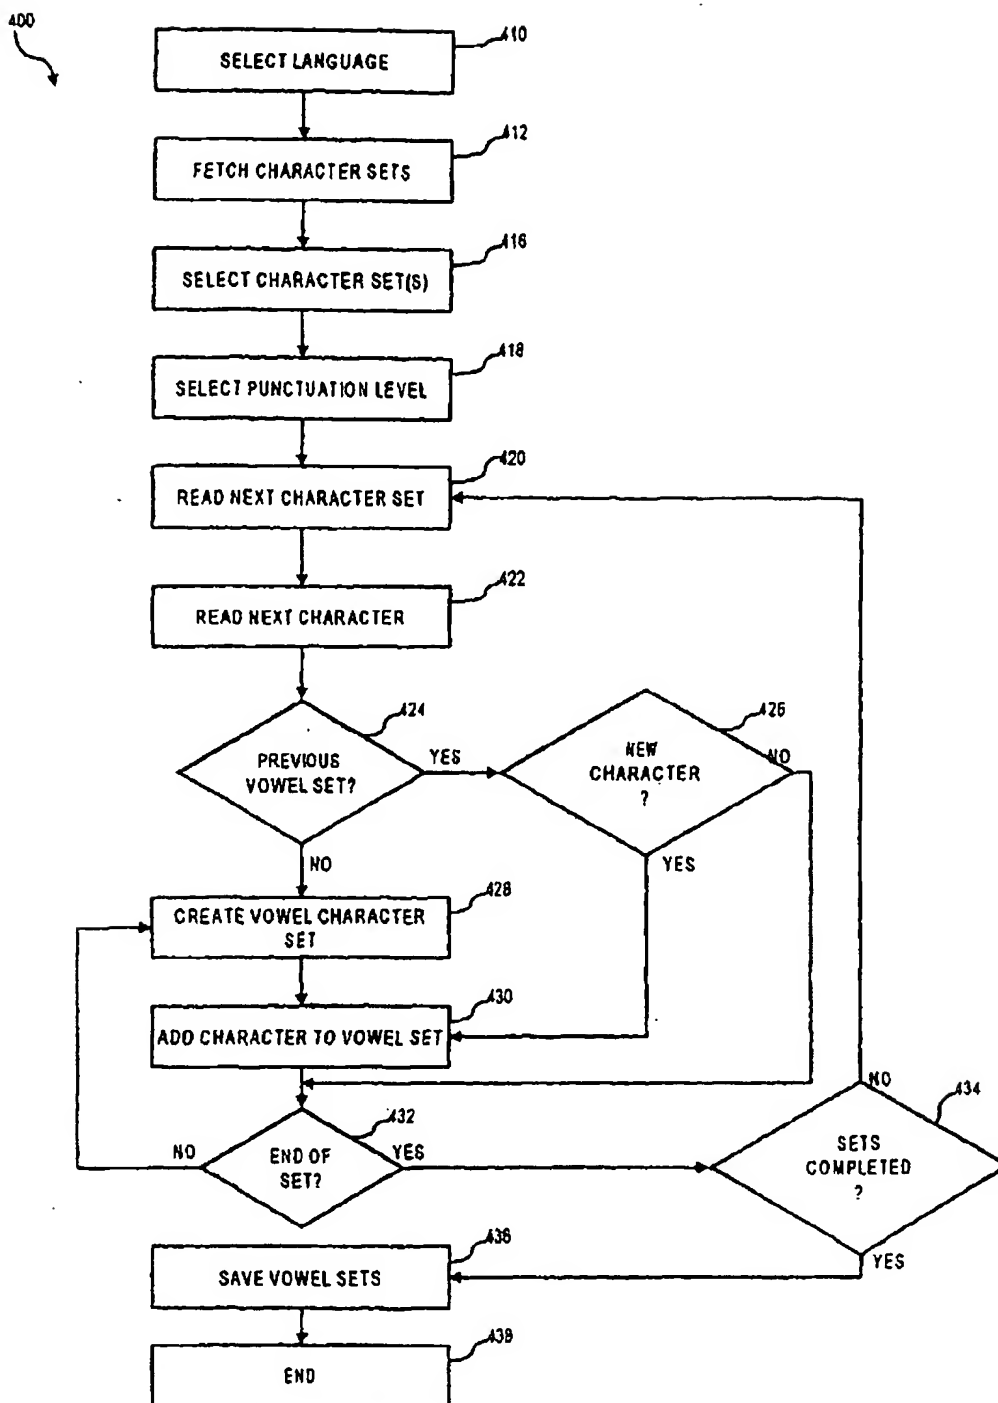 400
410
SELECT LANGUAGE
412
FETCH CHARACTER SETS
416
SELECT CHARACTER SET(S)
418
SELECT PUNCTUATION LEVEL
420
READ NEXT CHARACTER SET
422
READ NEXT CHARACTER
424
PREVIOUS
VOWEL SET?
YES
NO
426
NEW
CHARACTER
?
NO
YES
428
CREATE VOWEL CHARACTER
SET
430
ADD CHARACTER TO VOWEL SET
432
END OF
SET?
NO
YES
434
SETS
COMPLETED
?
NO
YES
436
SAVE VOWEL SETS
438
END